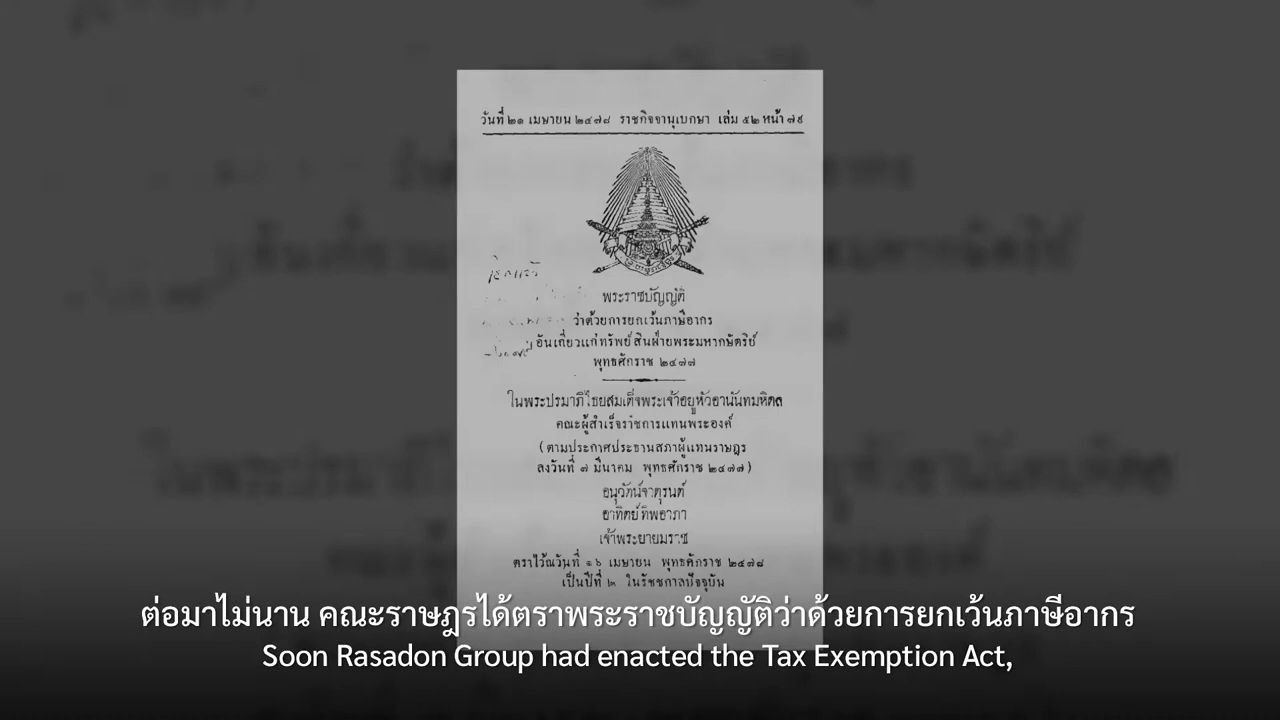 วันที่ ๒๑ เมษายน ๒๔๗๘ ราชกิจจานุเบกษา เล่ม ๕๒ หน้า ๗๙
พระราชบัญญัติ
ว่าด้วยการยกเว้นภาษีอากร
อันเกี่ยวแก่ทรัพย์สินฝ่ายพระมหากษัตริย์
พุทธศักราช ๒๔๗๗
ในพระปรมาภิไธยสมเด็จพระเจ้าอยู่หัวอานันทมหิดล
คณะผู้สำเร็จราชการแทนพระองค์
(ตามประกาศประธานสภาผู้แทนราษฎร
ลงวันที่ ๗ มีนาคม พุทธศักราช ๒๔๗๗)
อนุวัตน์จาตุรนต์
อาทิตย์ทิพอาภา
เจ้าพระยายมราช
ตราไว้ณวันที่ ๑๖ เมษายน พุทธศักราช ๒๔๗๘
เป็นปีที่ ๒ ในรัชชกาลปัจจุบัน
ต่อมาไม่นาน คณะราษฎรได้ตราพระราชบัญญัติว่าด้วยการยกเว้นภาษีอากร
Soon Rasadon Group had enacted the Tax Exemption Act,